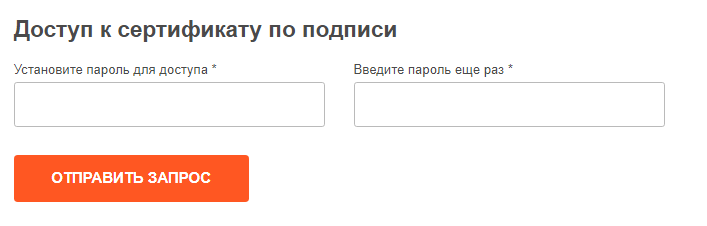 Доступ к сертификату по подписи
Установите пароль для доступа *
Введите пароль еще раз *
ОТПРАВИТЬ ЗАПРОС